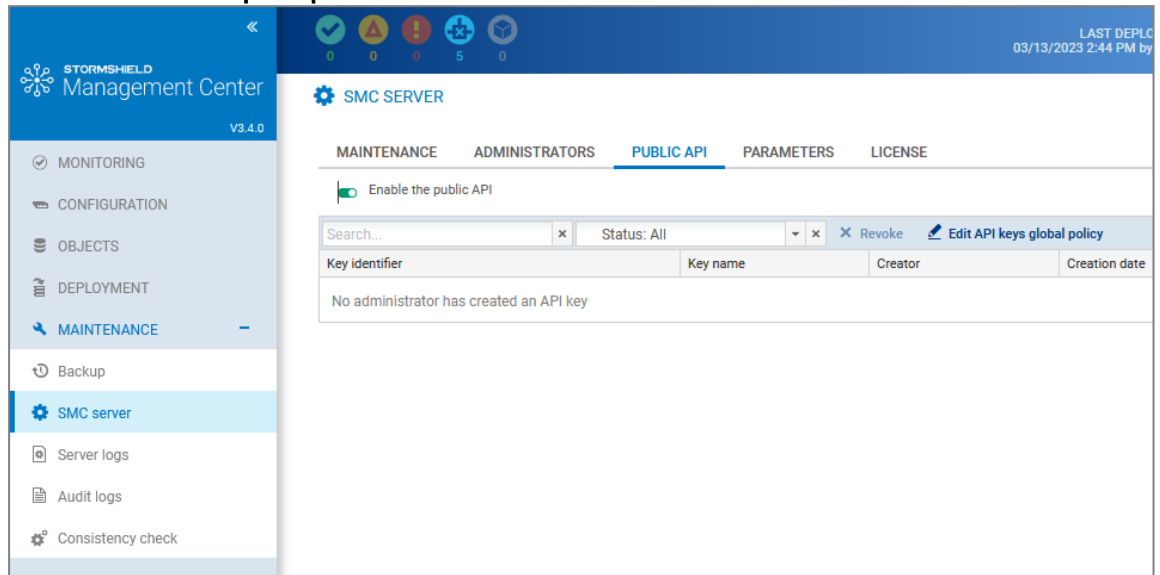 «
STORMSHIELD
Management Center
V3.4.0
0 0 0 5 0
LAST DEPLO
03/13/2023 2:44 PM by
SMC SERVER
MAINTENANCE ADMINISTRATORS PUBLIC API PARAMETERS LICENSE
Enable the public API
Search... × Status: All × Revoke Edit API keys global policy
Key identifier Key name Creator Creation date
No administrator has created an API key
MONITORING
CONFIGURATION
OBJECTS
DEPLOYMENT
MAINTENANCE −
Backup
SMC server
Server logs
Audit logs
Consistency check